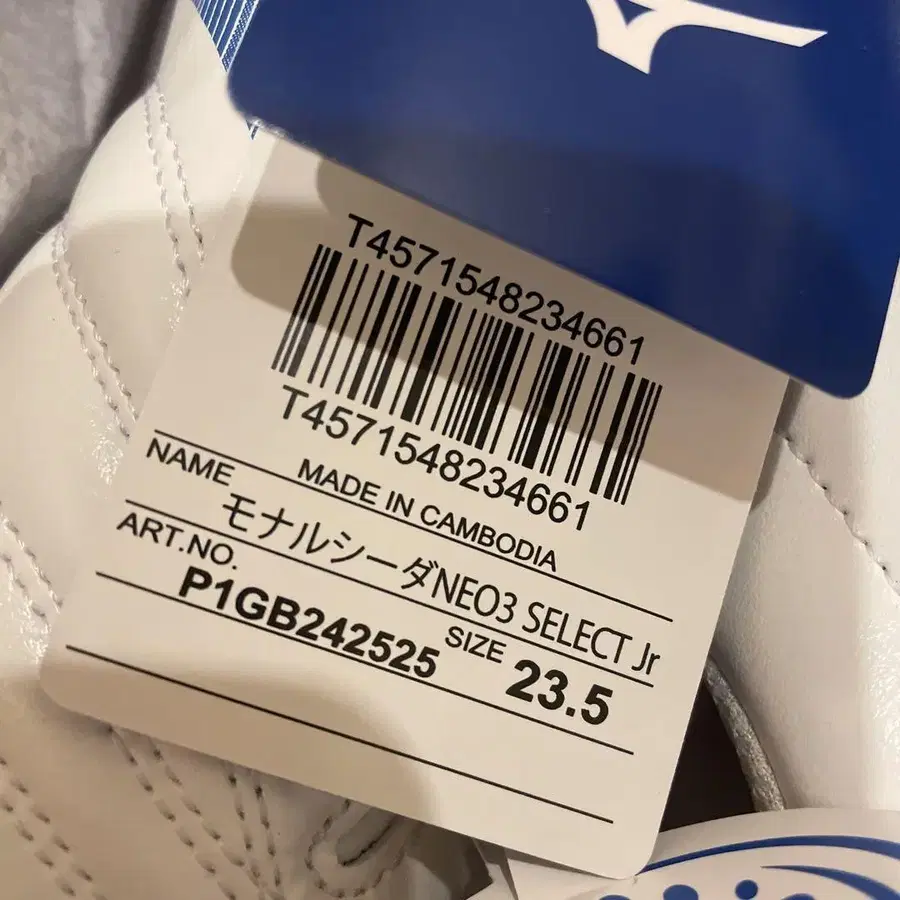 T4571548234661
T4571548234661
MADE IN CAMBODIA
NAME
モナルシーダNEO3 SELECT Jr
ART.NO.
P1GB242525
SIZE
23.5